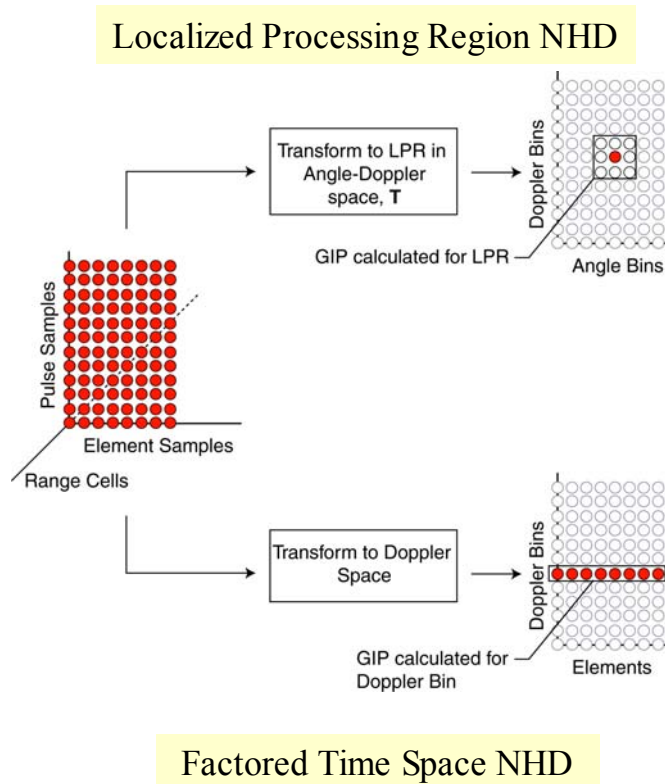 Localized Processing Region NHD
Transform to LPR in
Angle-Doppler
space, T
Doppler Bins
GIP calculated for LPR
Angle Bins
Pulse Samples
Element Samples
Range Cells
Transform to Doppler
Space
Doppler Bins
GIP calculated for
Doppler Bin
Elements
Factored Time Space NHD